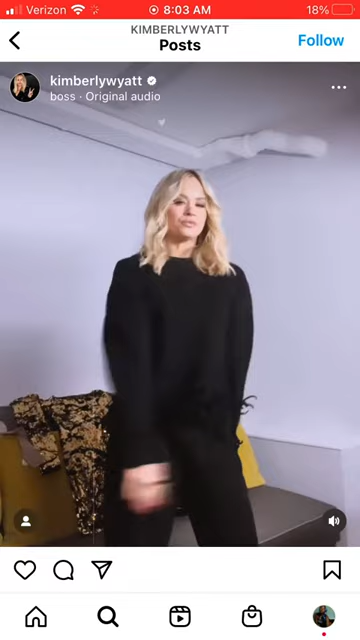 Verizon 8:03 AM 18%
KIMBERLYWYATT
Posts
Follow
kimberlywyatt
boss · Original audio